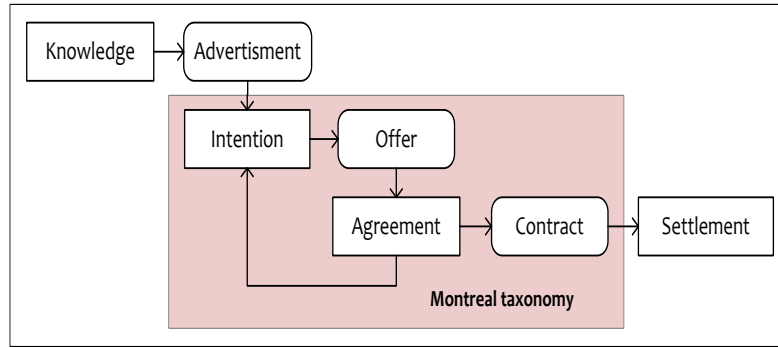 Knowledge
Advertisment
Intention
Offer
Agreement
Contract
Settlement
Montreal taxonomy